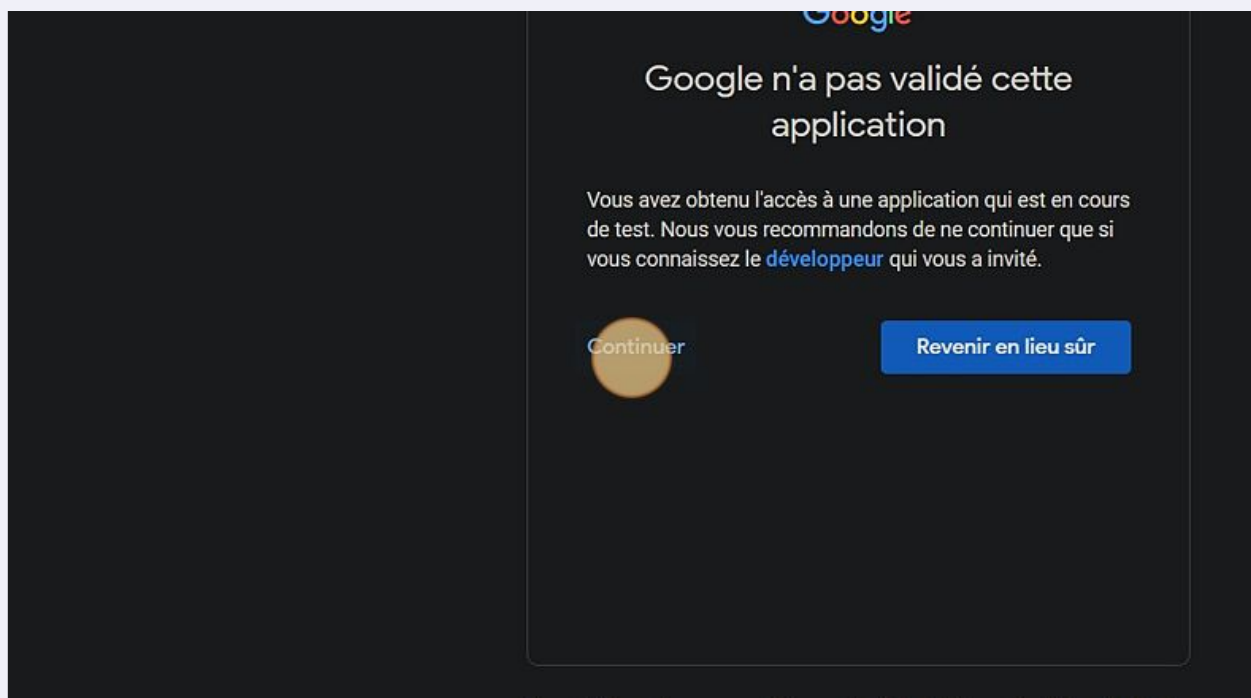 Google
Google n'a pas validé cette
application
Vous avez obtenu l'accès à une application qui est en cours
de test. Nous vous recommandons de ne continuer que si
vous connaissez le développeur qui vous a invité.
Continuer
Revenir en lieu sûr